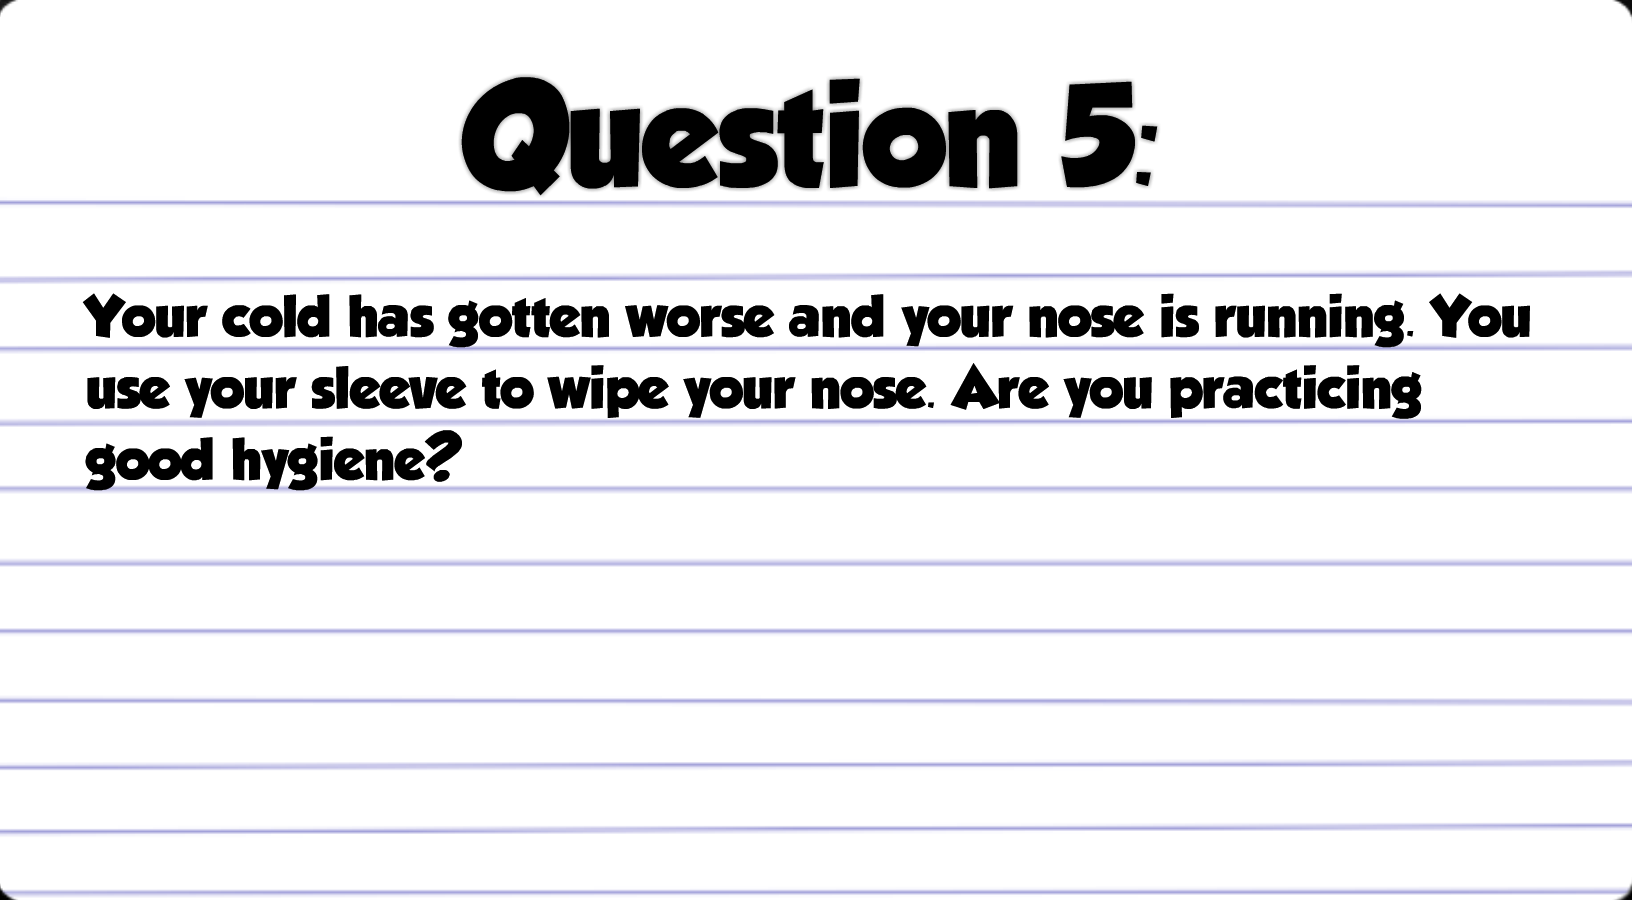 Question 5:
Your cold has gotten worse and your nose is running. You
use your sleeve to wipe your nose. Are you practicing
good hygiene?